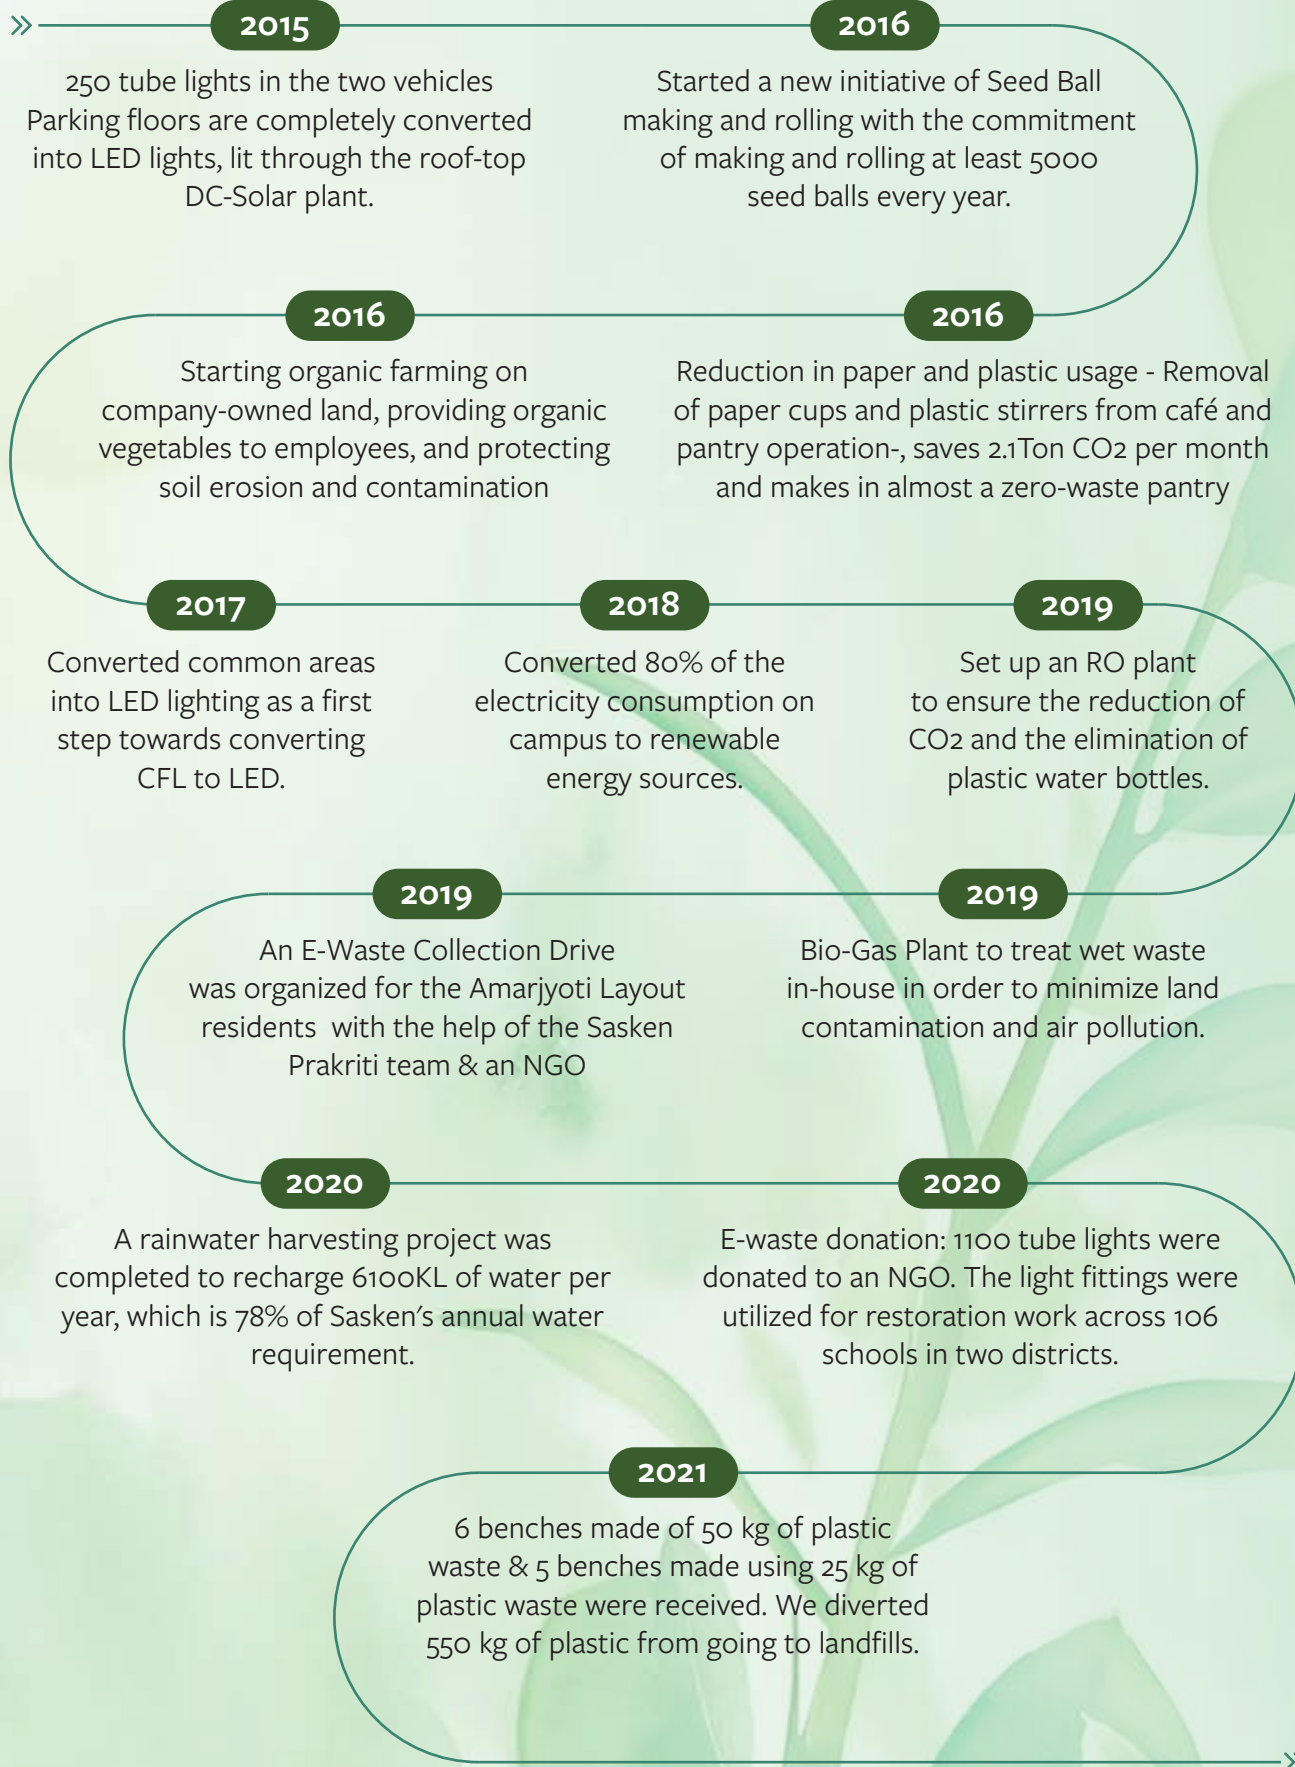 2015
250 tube lights in the two vehicles
Parking floors are completely converted
into LED lights, lit through the roof-top
DC-Solar plant.
2016
Started a new initiative of Seed Ball
making and rolling with the commitment
of making and rolling at least 5000
seed balls every year.
2016
Reduction in paper and plastic usage - Removal
of paper cups and plastic stirrers from café and
pantry operation-, saves 2.1Ton CO2 per month
and makes in almost a zero-waste pantry
2016
Starting organic farming on
company-owned land, providing organic
vegetables to employees, and protecting
soil erosion and contamination
2017
Converted common areas
into LED lighting as a first
step towards converting
CFL to LED.
2018
Converted 80% of the
electricity consumption on
campus to renewable
energy sources.
2019
Set up an RO plant
to ensure the reduction of
CO2 and the elimination of
plastic water bottles.
2019
Bio-Gas Plant to treat wet waste
in-house in order to minimize land
contamination and air pollution.
2019
An E-Waste Collection Drive
was organized for the Amarjyoti Layout
residents with the help of the Sasken
Prakriti team & an NGO
2020
A rainwater harvesting project was
completed to recharge 6100KL of water per
year, which is 78% of Sasken's annual water
requirement.
2020
E-waste donation: 1100 tube lights were
donated to an NGO. The light fittings were
utilized for restoration work across 106
schools in two districts.
2021
6 benches made of 50 kg of plastic
waste & 5 benches made using 25 kg of
plastic waste were received. We diverted
550 kg of plastic from going to landfills.